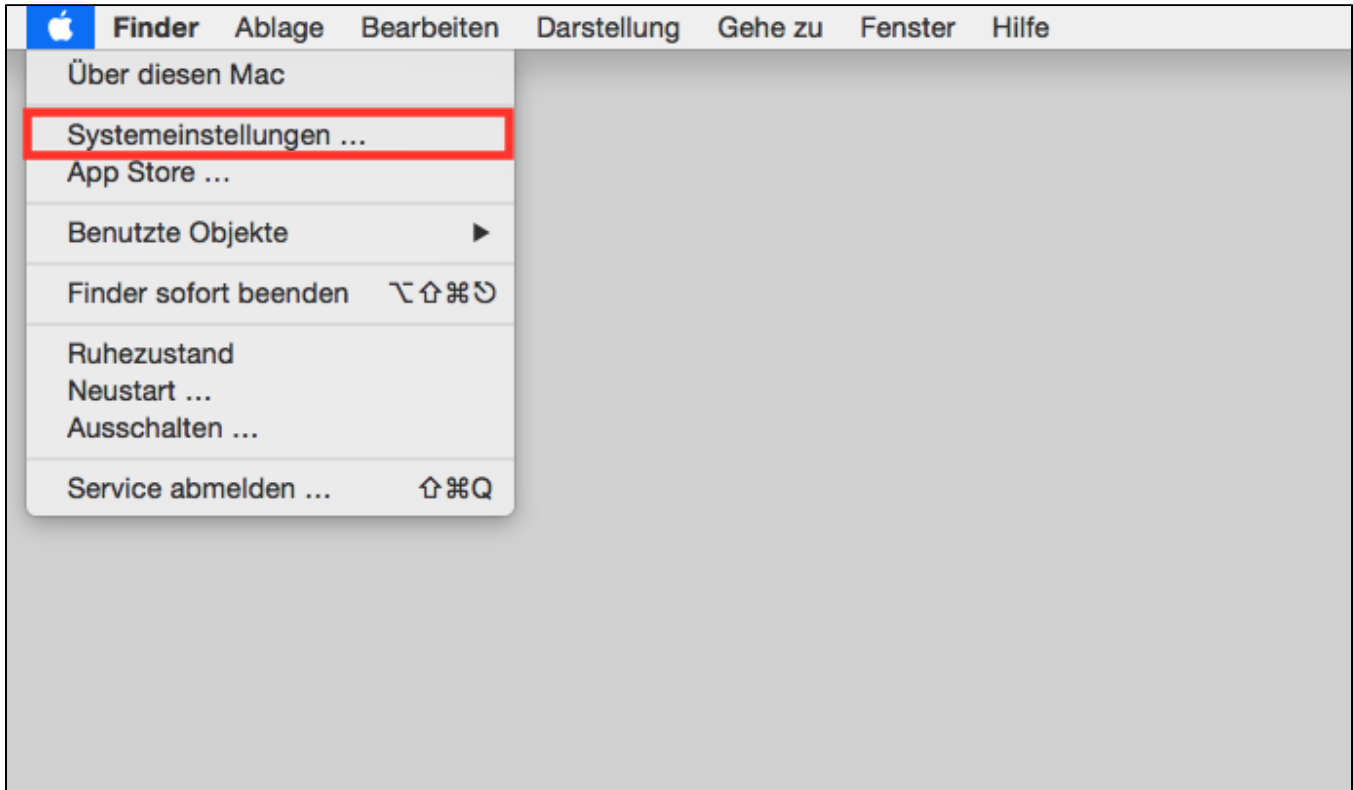 Finder Ablage Bearbeiten Darstellung Gehe zu Fenster Hilfe
Über diesen Mac
Systemeinstellungen ...
App Store ...
Benutzte Objekte ▶
Finder sofort beenden ⌥⇧⌘⎋
Ruhezustand
Neustart ...
Ausschalten ...
Service abmelden ... ⇧⌘Q